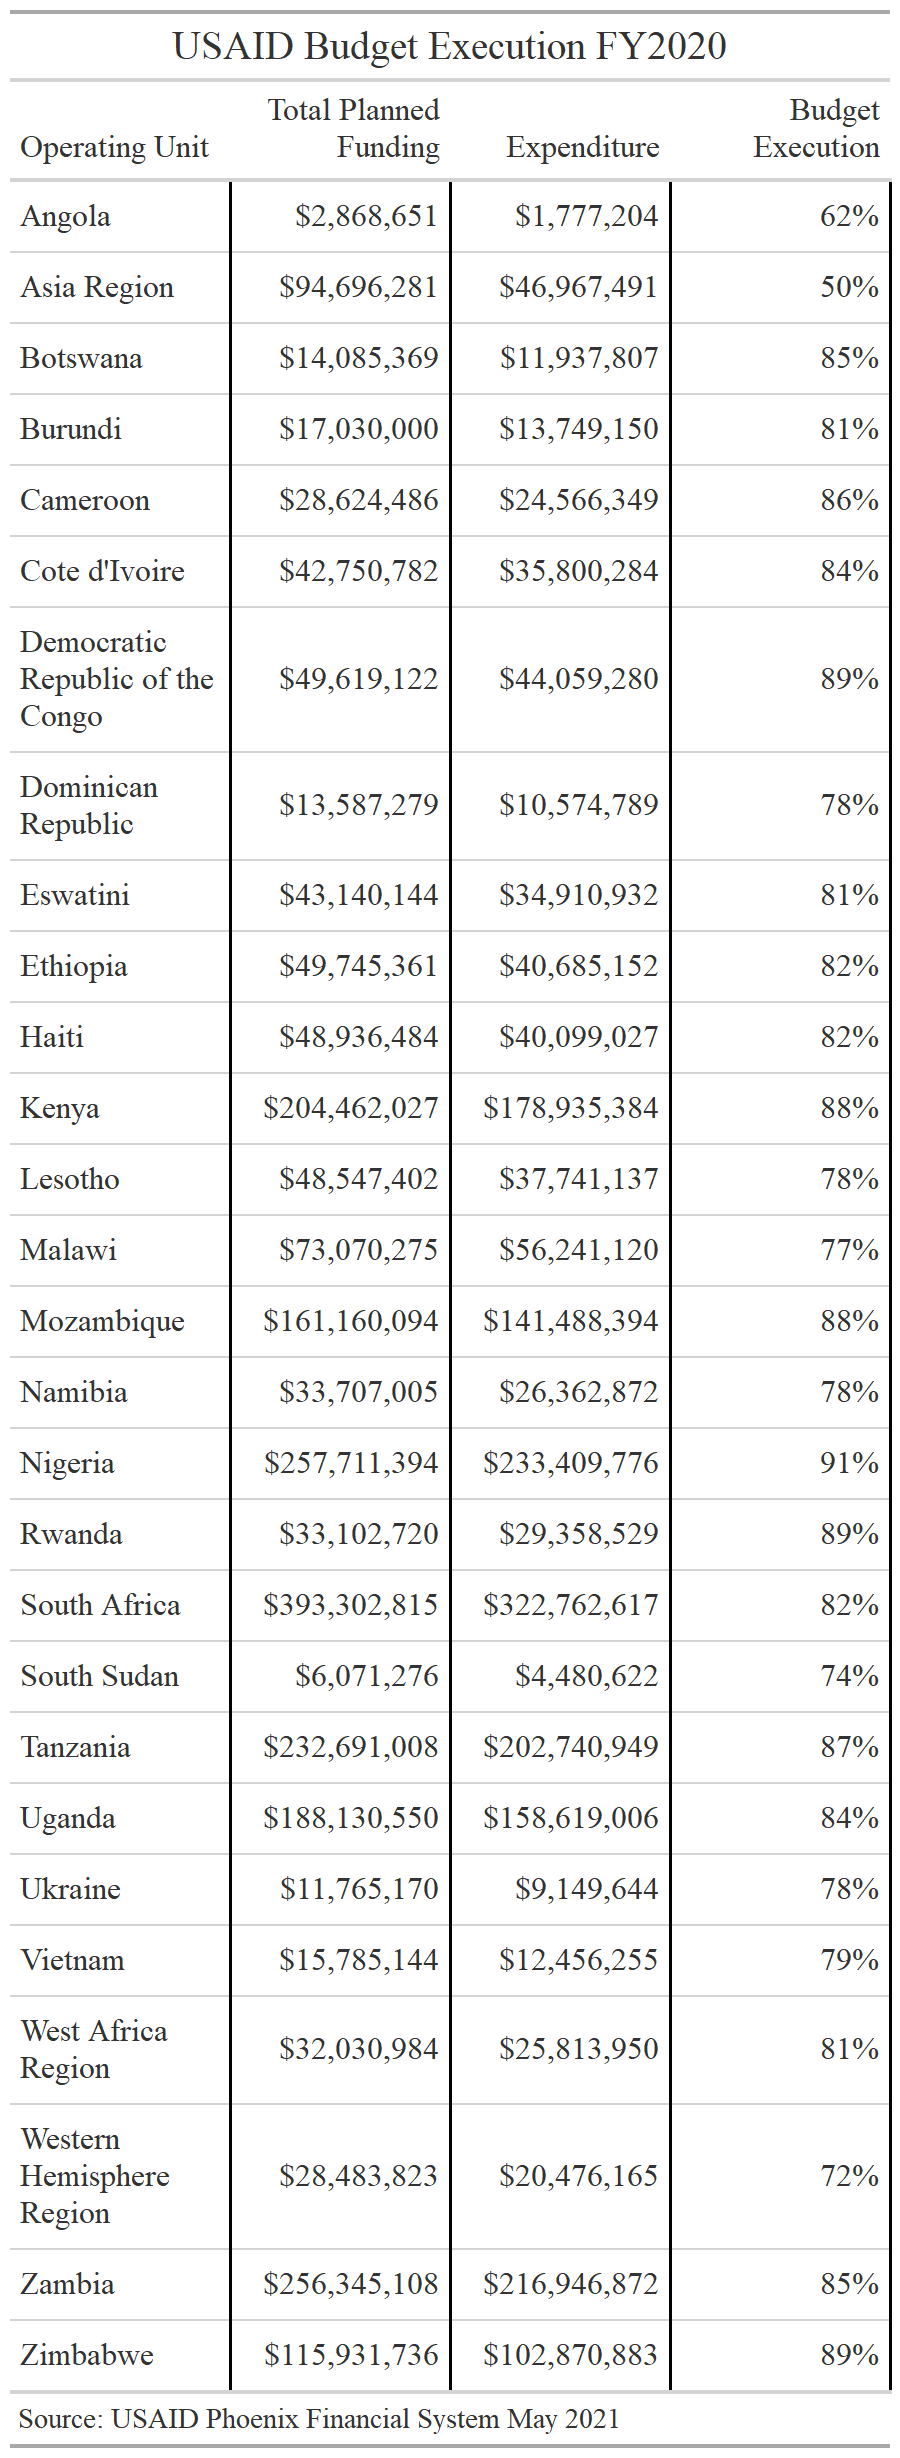 USAID Budget Execution FY2020
Operating Unit Total Planned Funding Expenditure Budget Execution
Angola $2,868,651 $1,777,204 62%
Asia Region $94,696,281 $46,967,491 50%
Botswana $14,085,369 $11,937,807 85%
Burundi $17,030,000 $13,749,150 81%
Cameroon $28,624,486 $24,566,349 86%
Cote d'Ivoire $42,750,782 $35,800,284 84%
Democratic Republic of the Congo $49,619,122 $44,059,280 89%
Dominican Republic $13,587,279 $10,574,789 78%
Eswatini $43,140,144 $34,910,932 81%
Ethiopia $49,745,361 $40,685,152 82%
Haiti $48,936,484 $40,099,027 82%
Kenya $204,462,027 $178,935,384 88%
Lesotho $48,547,402 $37,741,137 78%
Malawi $73,070,275 $56,241,120 77%
Mozambique $161,160,094 $141,488,394 88%
Namibia $33,707,005 $26,362,872 78%
Nigeria $257,711,394 $233,409,776 91%
Rwanda $33,102,720 $29,358,529 89%
South Africa $393,302,815 $322,762,617 82%
South Sudan $6,071,276 $4,480,622 74%
Tanzania $232,691,008 $202,740,949 87%
Uganda $188,130,550 $158,619,006 84%
Ukraine $11,765,170 $9,149,644 78%
Vietnam $15,785,144 $12,456,255 79%
West Africa Region $32,030,984 $25,813,950 81%
Western Hemisphere Region $28,483,823 $20,476,165 72%
Zambia $256,345,108 $216,946,872 85%
Zimbabwe $115,931,736 $102,870,883 89%
Source: USAID Phoenix Financial System May 2021